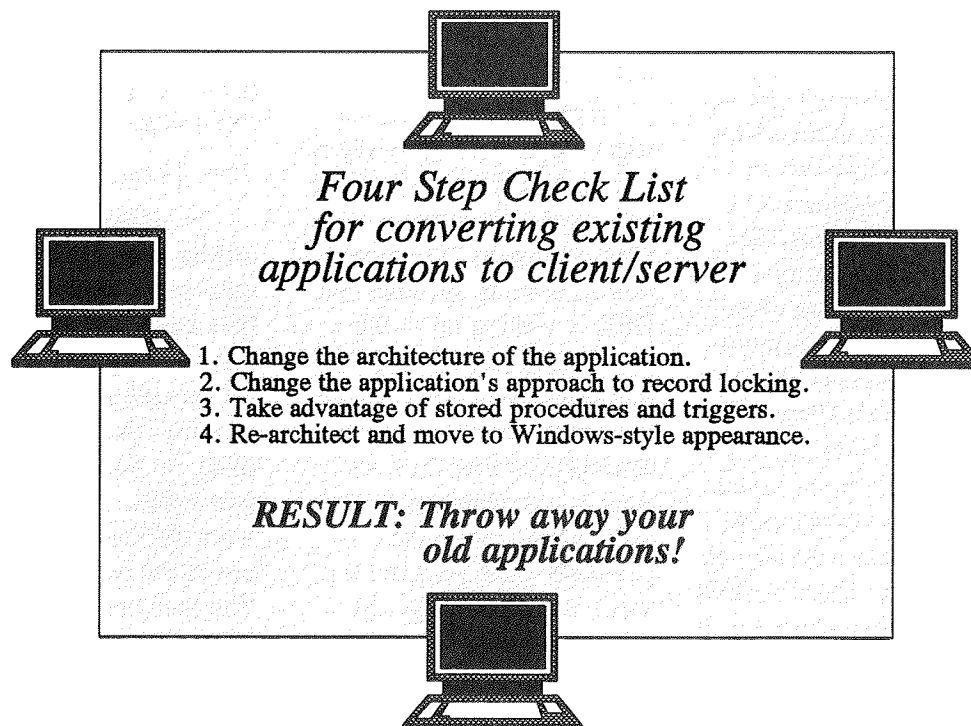 Four Step Check List
for converting existing
applications to client/server
1. Change the architecture of the application.
2. Change the application's approach to record locking.
3. Take advantage of stored procedures and triggers.
4. Re-architect and move to Windows-style appearance.
RESULT: Throw away your
old applications!